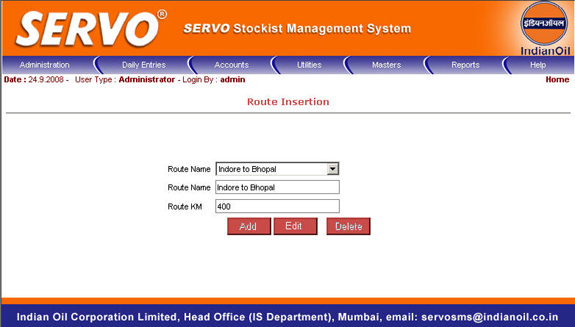 SERVO® SERVO Stockist Management System
इंडियनऑयल
IndianOil
Administration Daily Entries Accounts Utilities Masters Reports Help
Date : 24.9.2008 - User Type : Administrator - Login By : admin Home
Route Insertion
Route Name Indore to Bhopal
Route Name Indore to Bhopal
Route KM 400
Add Edit Delete
Indian Oil Corporation Limited, Head Office (IS Department), Mumbai, email: servosms@indianoil.co.in